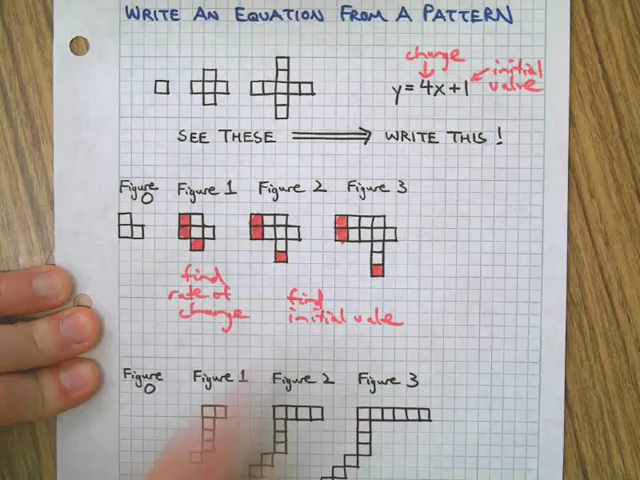 WRITE AN EQUATION FROM A PATTERN
change
initial
value
y=4x+1
SEE THESE
WRITE THIS!
Figure 0
Figure 1
Figure 2
Figure 3
find
rate of
change
find
initial vale
Figure 0
Figure 1
Figure 2
Figure 3